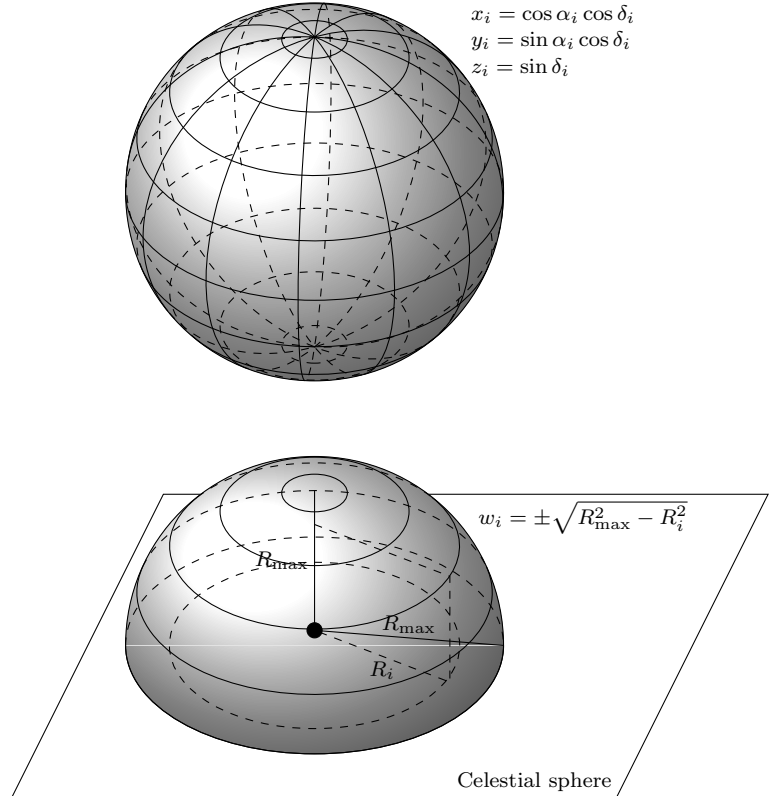 x_i = cos α_i cos δ_i
y_i = sin α_i cos δ_i
z_i = sin δ_i
w_i = ±√(R_max^2 − R_i^2)
R_max
R_max
R_i
Celestial sphere